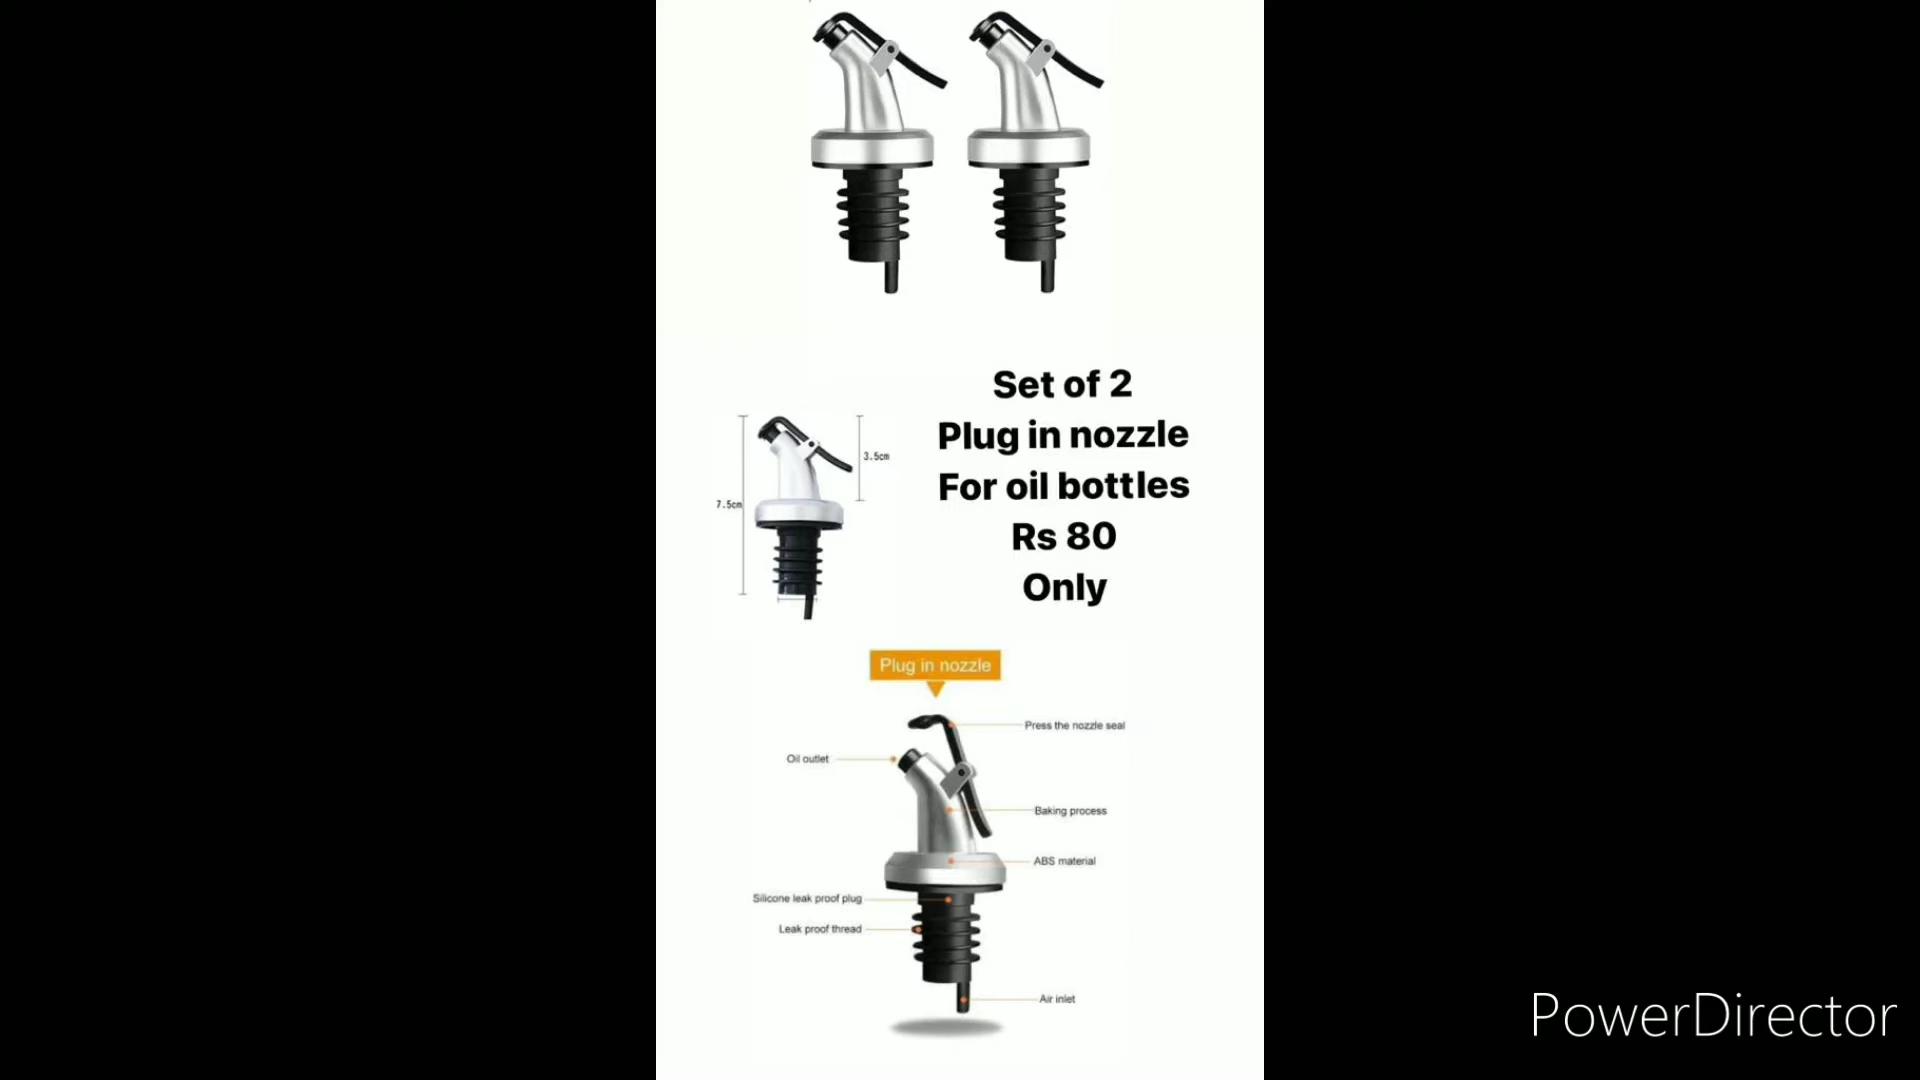 Set of 2
Plug in nozzle
For oil bottles
Rs 80
Only
3.5cm
7.5cm
Plug in nozzle
Press the nozzle seal
Oil outlet
Baking process
ABS material
Silicone leak proof plug
Leak proof thread
Air inlet
PowerDirector